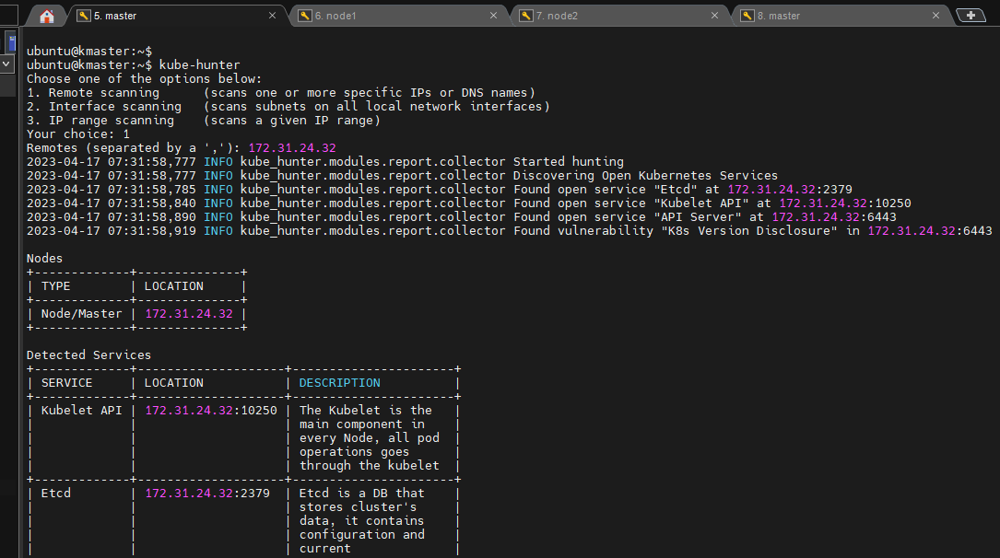 5. master
6. node1
7. node2
8. master
ubuntu@kmaster:~$
ubuntu@kmaster:~$ kube-hunter
Choose one of the options below:
1. Remote scanning      (scans one or more specific IPs or DNS names)
2. Interface scanning   (scans subnets on all local network interfaces)
3. IP range scanning    (scans a given IP range)
Your choice: 1
Remotes (separated by a ','): 172.31.24.32
2023-04-17 07:31:58,777 INFO kube_hunter.modules.report.collector Started hunting
2023-04-17 07:31:58,777 INFO kube_hunter.modules.report.collector Discovering Open Kubernetes Services
2023-04-17 07:31:58,785 INFO kube_hunter.modules.report.collector Found open service "Etcd" at 172.31.24.32:2379
2023-04-17 07:31:58,840 INFO kube_hunter.modules.report.collector Found open service "Kubelet API" at 172.31.24.32:10250
2023-04-17 07:31:58,890 INFO kube_hunter.modules.report.collector Found open service "API Server" at 172.31.24.32:6443
2023-04-17 07:31:58,919 INFO kube_hunter.modules.report.collector Found vulnerability "K8s Version Disclosure" in 172.31.24.32:6443
Nodes
+-------------+--------------+
| TYPE        | LOCATION     |
+-------------+--------------+
| Node/Master | 172.31.24.32 |
+-------------+--------------+
Detected Services
+-------------+--------------------+----------------------+
| SERVICE     | LOCATION           | DESCRIPTION          |
+-------------+--------------------+----------------------+
| Kubelet API | 172.31.24.32:10250 | The Kubelet is the   |
|             |                    | main component in    |
|             |                    | every Node, all pod  |
|             |                    | operations goes      |
|             |                    | through the kubelet  |
+-------------+--------------------+----------------------+
| Etcd        | 172.31.24.32:2379  | Etcd is a DB that    |
|             |                    | stores cluster's     |
|             |                    | data, it contains    |
|             |                    | configuration and    |
|             |                    | current              |